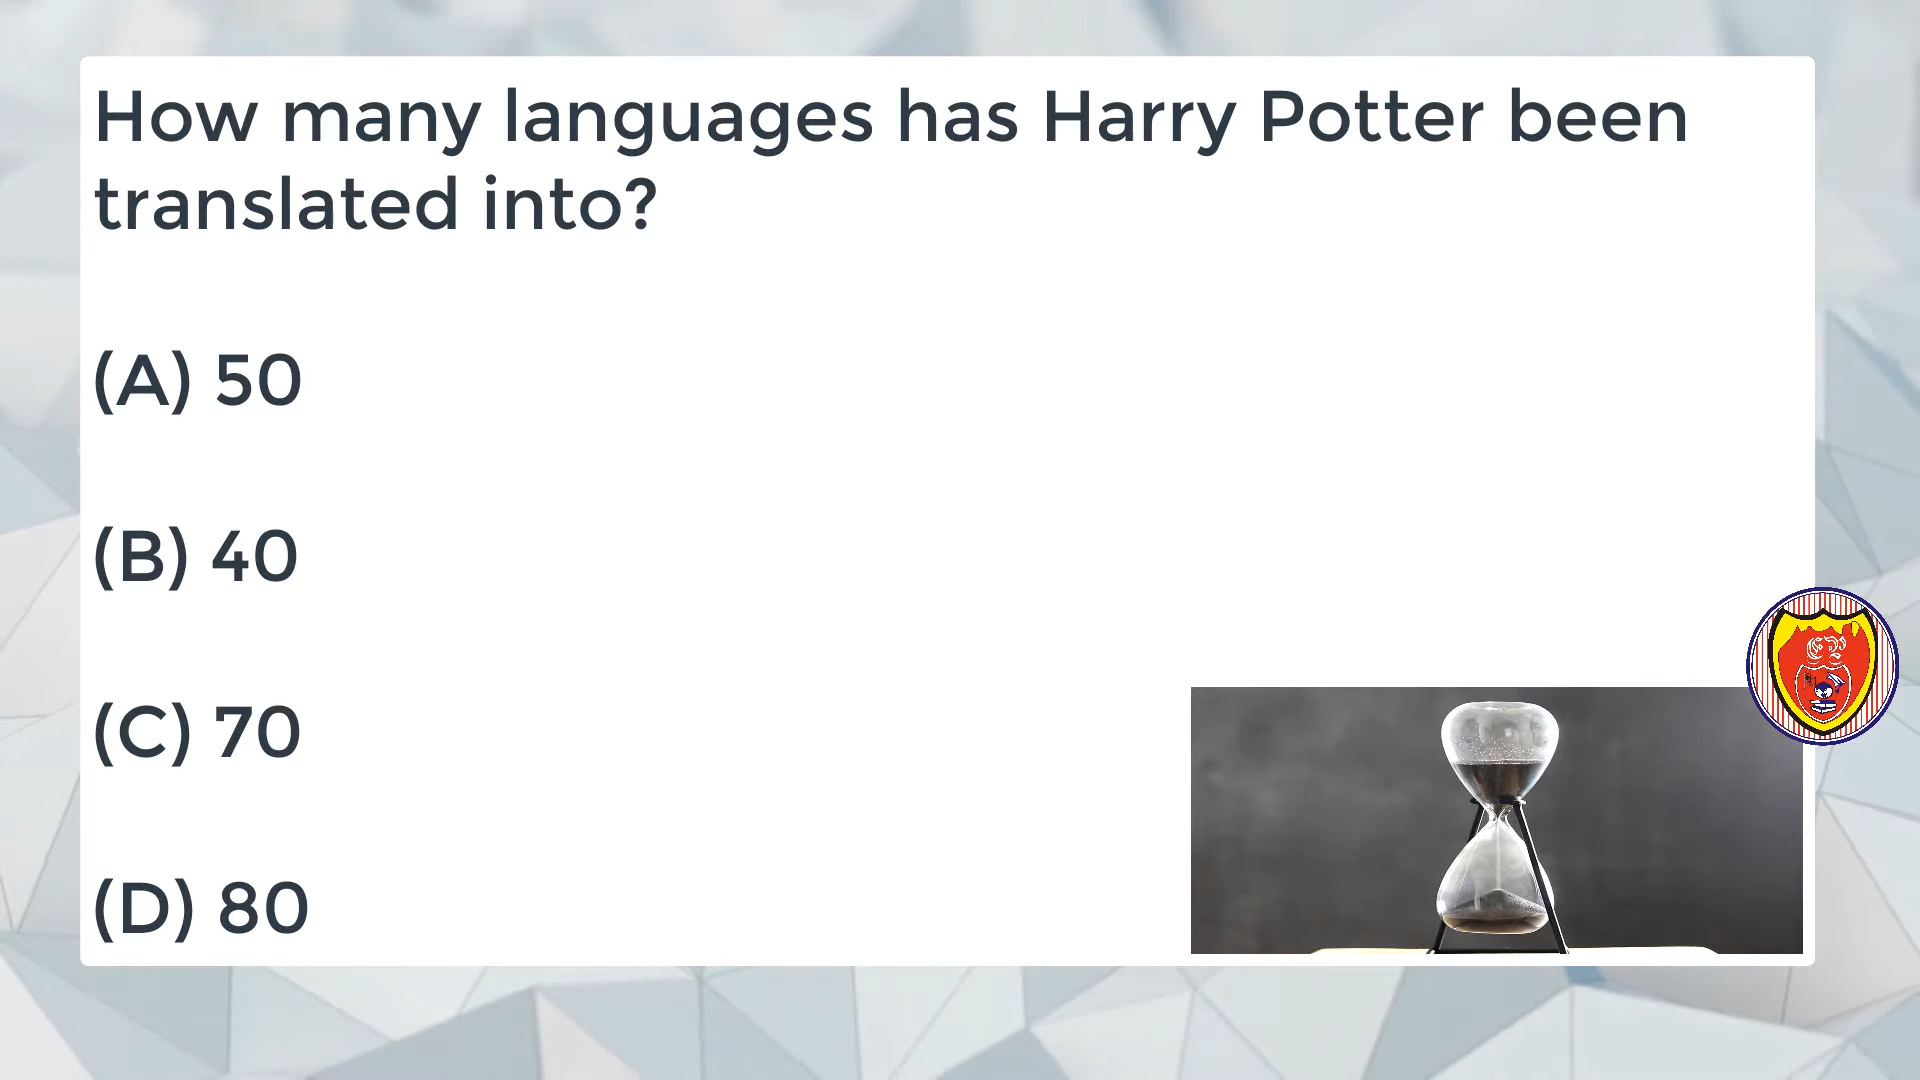 How many languages has Harry Potter been
translated into?
(A) 50
(B) 40
(C) 70
(D) 80